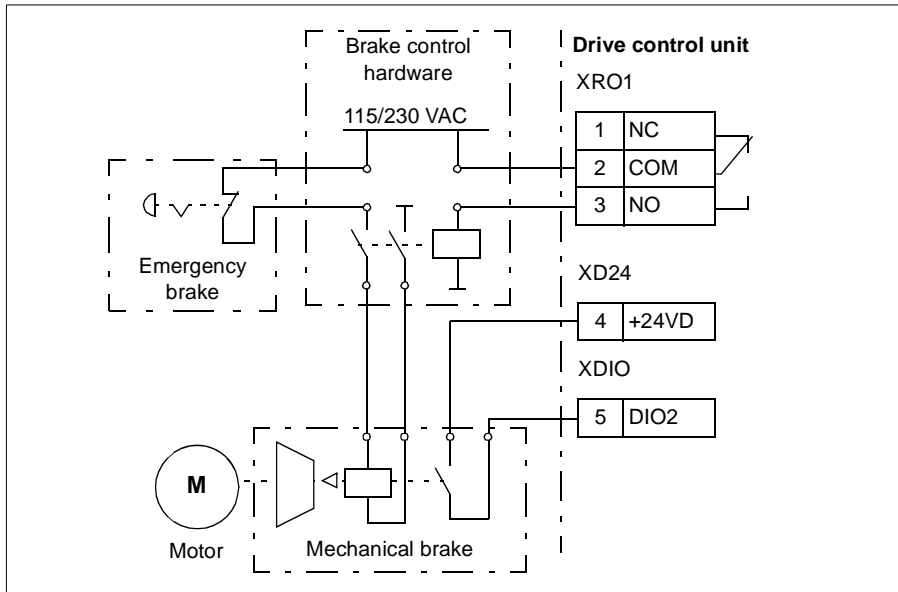 Brake control
hardware
115/230 VAC
Emergency
brake
Drive control unit
XRO1
1 NC
2 COM
3 NO
XD24
4 +24VD
XDIO
5 DIO2
M
Motor
Mechanical brake